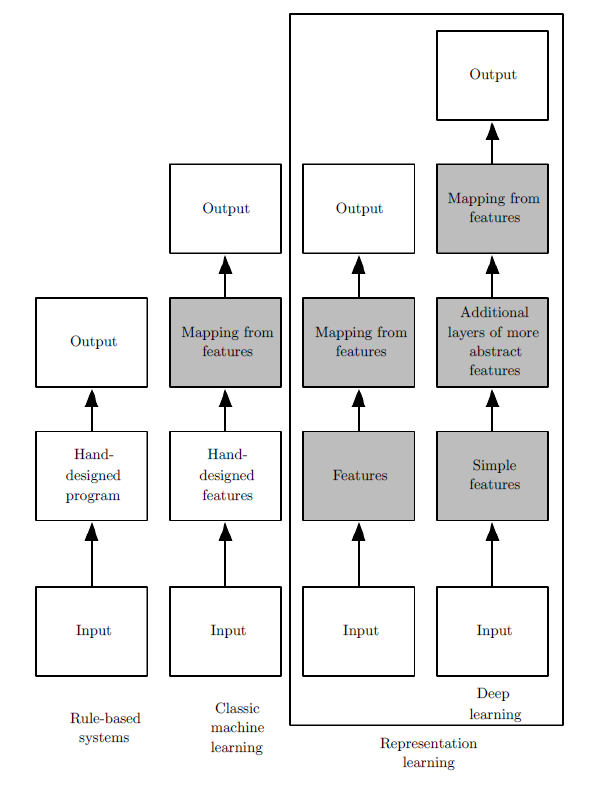 Output
Output
Output
Mapping from
features
Output
Mapping from
features
Mapping from
features
Additional
layers of more
abstract
features
Hand-
designed
program
Hand-
designed
features
Features
Simple
features
Input
Input
Input
Input
Rule-based
systems
Classic
machine
learning
Deep
learning
Representation
learning